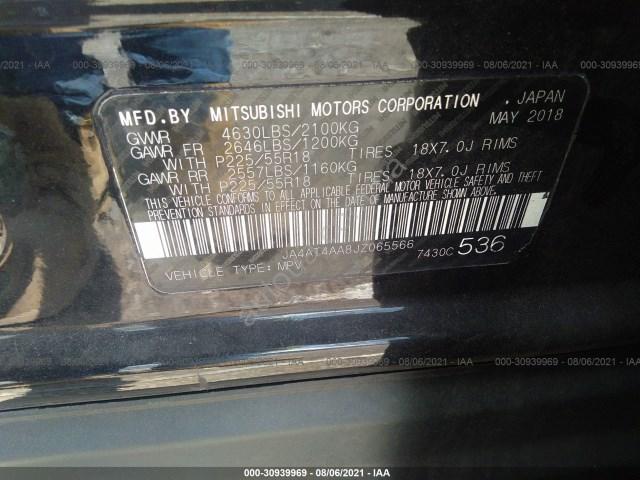 000-30939969 - 08/06/2021 - IAA
MFD.BY MITSUBISHI MOTORS CORPORATION , JAPAN
GVWR 4630LBS/2100KG MAY 2018
GAWR FR 2646LBS/1200KG
WITH P225/55R18 TIRES 18X7.0J RIMS
GAWR RR 2557LBS/1160KG
WITH P225/55R18 TIRES 18X7.0J RIMS
THIS VEHICLE CONFORMS TO ALL APPLICABLE FEDERAL MOTOR VEHICLE SAFETY AND THEFT
PREVENTION STANDARDS IN EFFECT ON THE DATE OF MANUFACTURE SHOWN ABOVE.
JA4AT4AA8JZ065566 7430C 536
VEHICLE TYPE: MPV
000-30939969 - 08/06/2021 - IAA
000-30939969 - 08/06/2021 - IAA